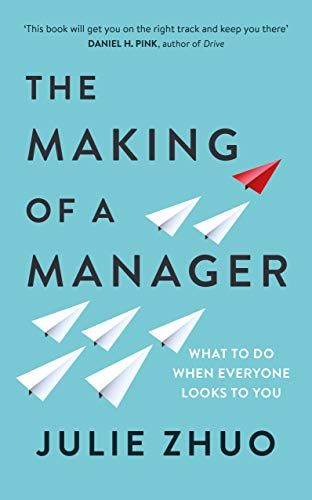 ‘This book will get you on the right track and keep you there’
DANIEL H. PINK, author of Drive
THE
MAKING
OF A
MANAGER
WHAT TO DO
WHEN EVERYONE
LOOKS TO YOU
JULIE ZHUO